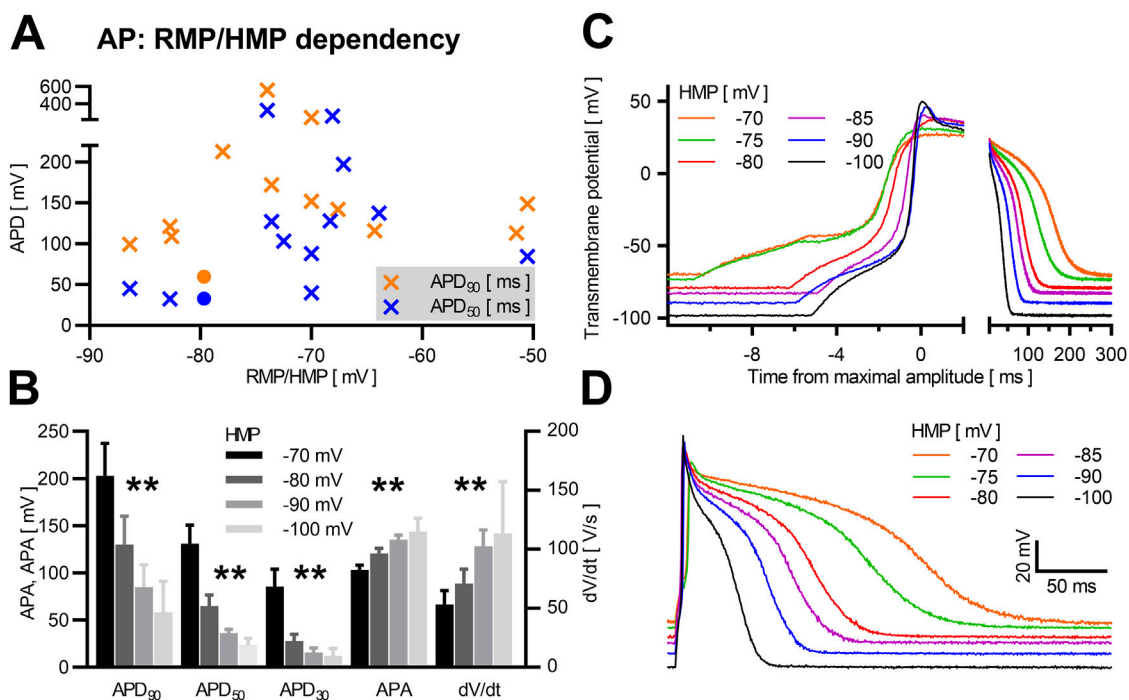 A AP: RMP/HMP dependency
APD [ mV ]
600
400
200
150
100
50
0
APD90 [ ms ]
APD50 [ ms ]
-90 -80 -70 -60 -50
RMP/HMP [ mV ]
B
APA, APA [ mV ]
250
200
150
100
50
0
HMP
-70 mV
-80 mV
-90 mV
-100 mV
** ** ** ** **
200
150
100
50
0
dV/dt [ V/s ]
APD90 APD50 APD30 APA dV/dt
C
Transmembrane potential [ mV ]
50
0
-50
-100
HMP [ mV ]
-70 -85
-75 -90
-80 -100
-8 -4 0 100 200 300
Time from maximal amplitude [ ms ]
D
HMP [ mV ]
-70 -85
-75 -90
-80 -100
20 mV
50 ms